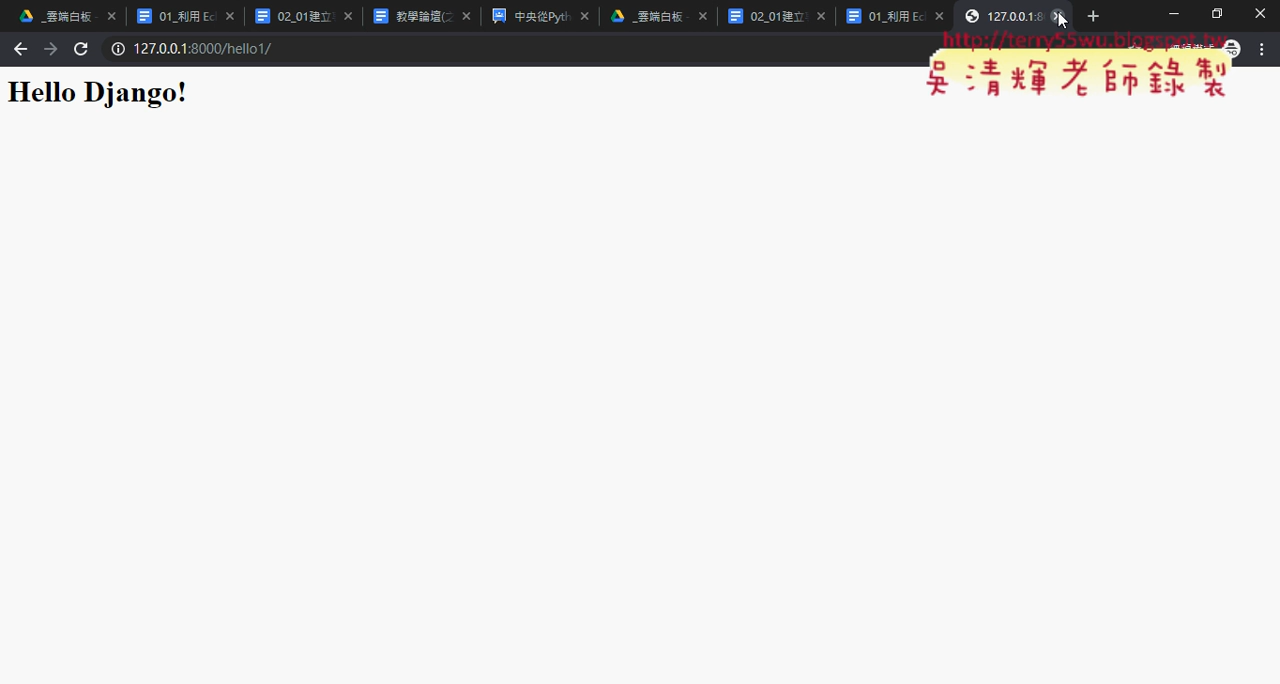 _雲端白板 -
01_利用 Ecl
02_01建立
教學論壇(之
中央從Pyth
_雲端白板 -
02_01建立
01_利用 Ecl
127.0.0.1:8
127.0.0.1:8000/hello1/
http://terry55wu.blogspot.tw
吳清輝老師錄製
Hello Django!